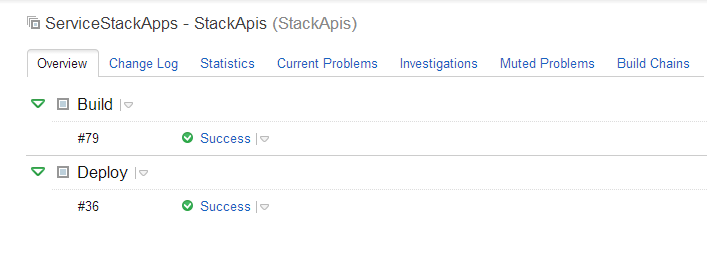 ServiceStackApps - StackApis (StackApis)
Overview Change Log Statistics Current Problems Investigations Muted Problems Build Chains
Build
#79 Success
Deploy
#36 Success